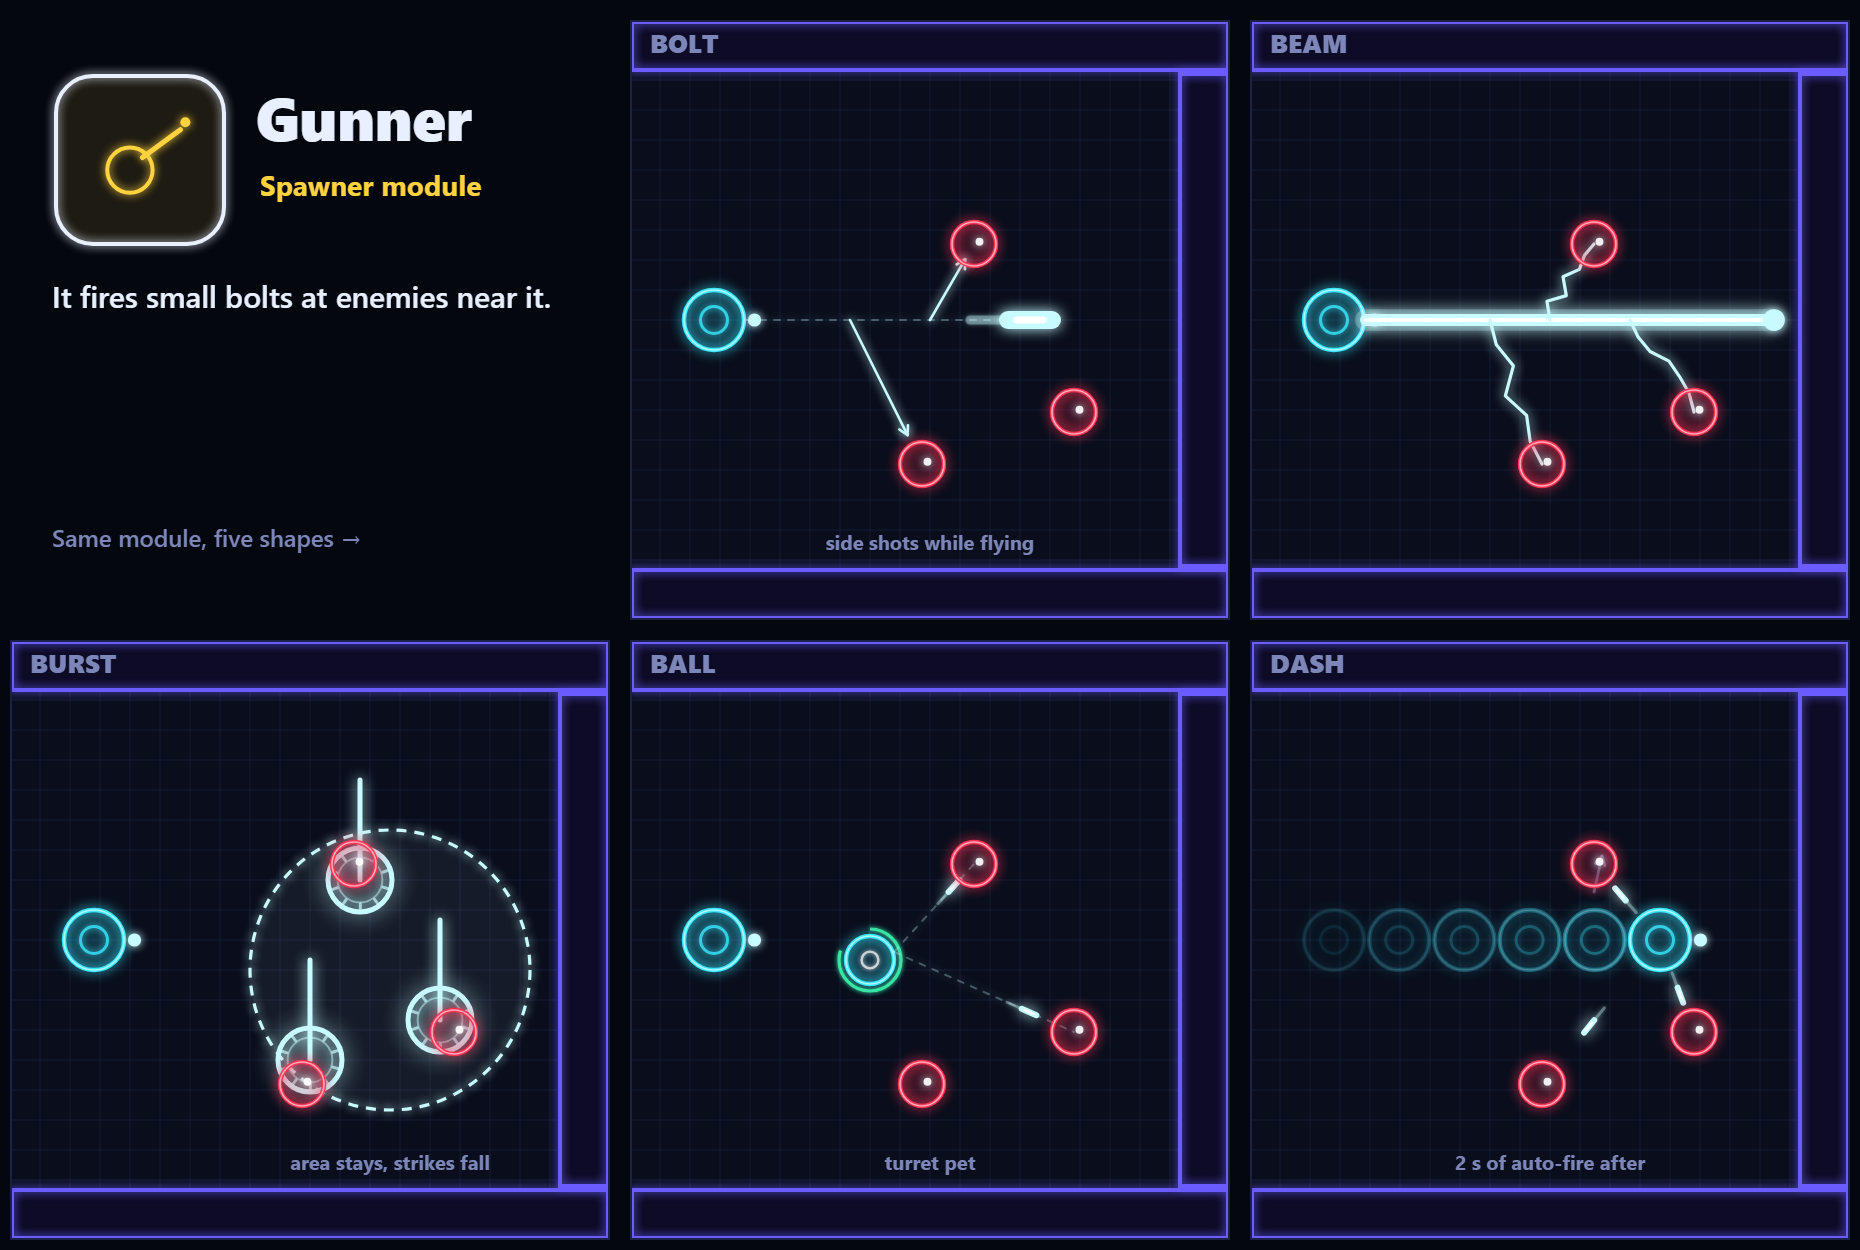 Gunner
Spawner module
It fires small bolts at enemies near it.
Same module, five shapes →
BOLT
side shots while flying
BEAM
BURST
area stays, strikes fall
BALL
turret pet
DASH
2 s of auto-fire after